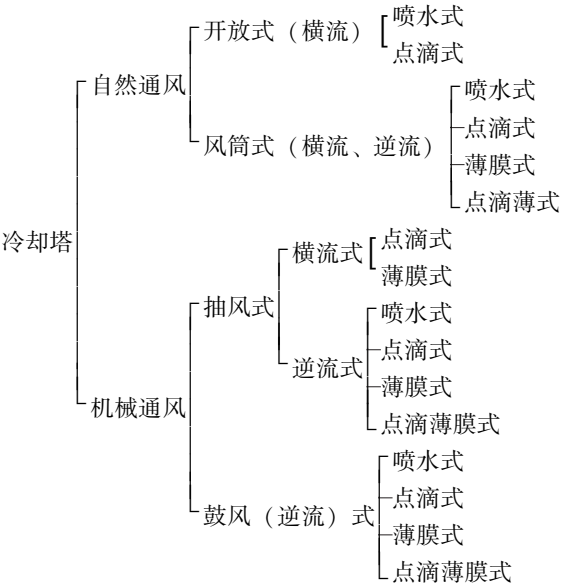 冷却塔
自然通风
开放式（横流）
喷水式
点滴式
风筒式（横流、逆流）
喷水式
点滴式
薄膜式
点滴薄式
机械通风
抽风式
横流式
点滴式
薄膜式
逆流式
喷水式
点滴式
薄膜式
点滴薄膜式
鼓风（逆流）式
喷水式
点滴式
薄膜式
点滴薄膜式